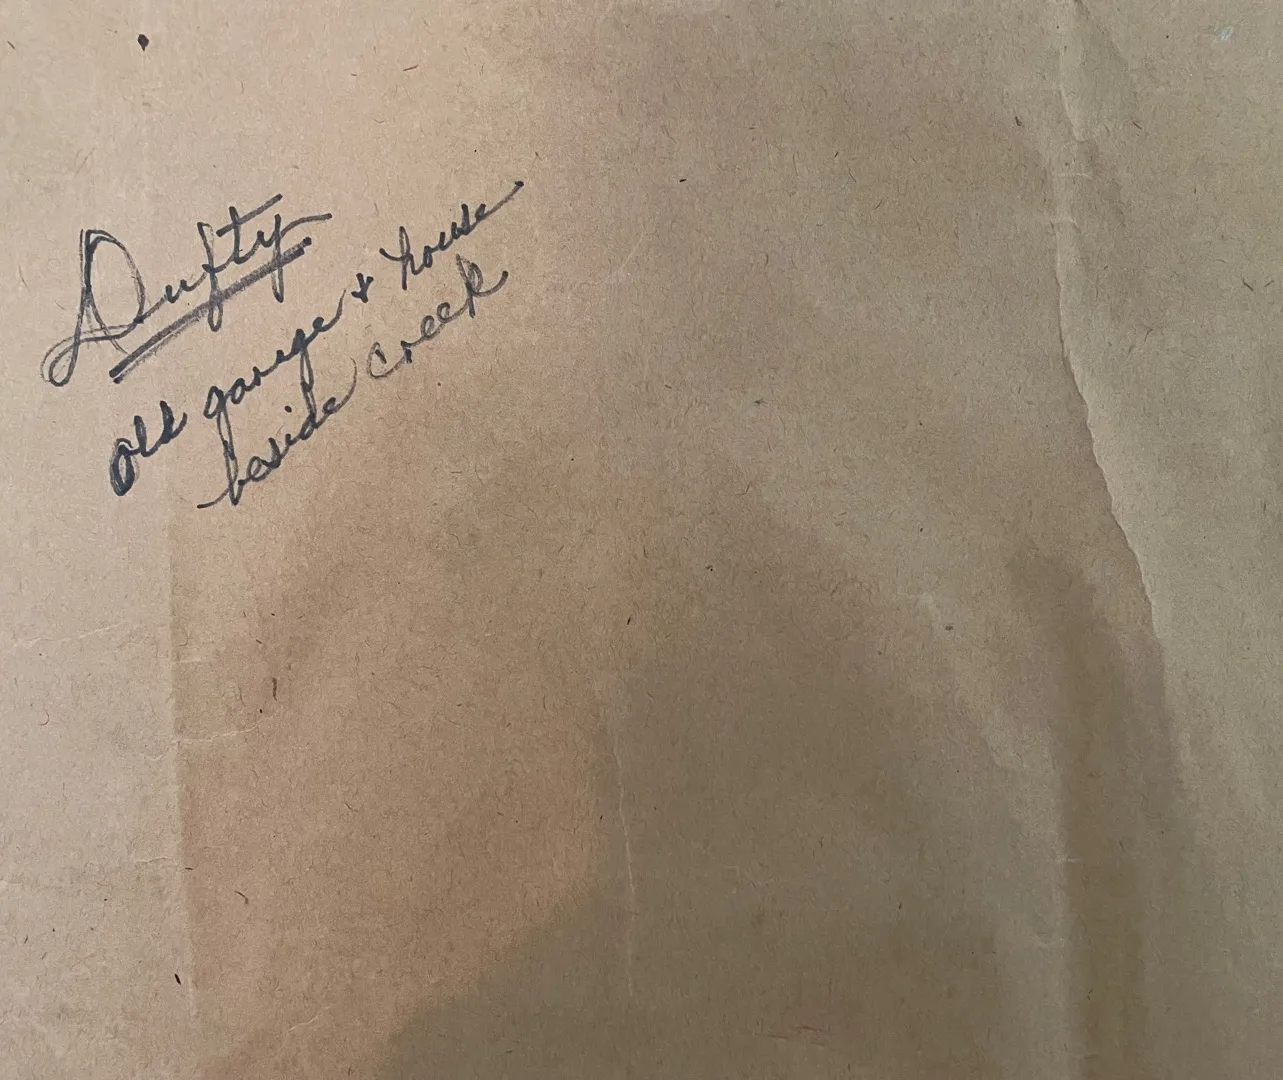 Dufty
old garage & house
beside creek